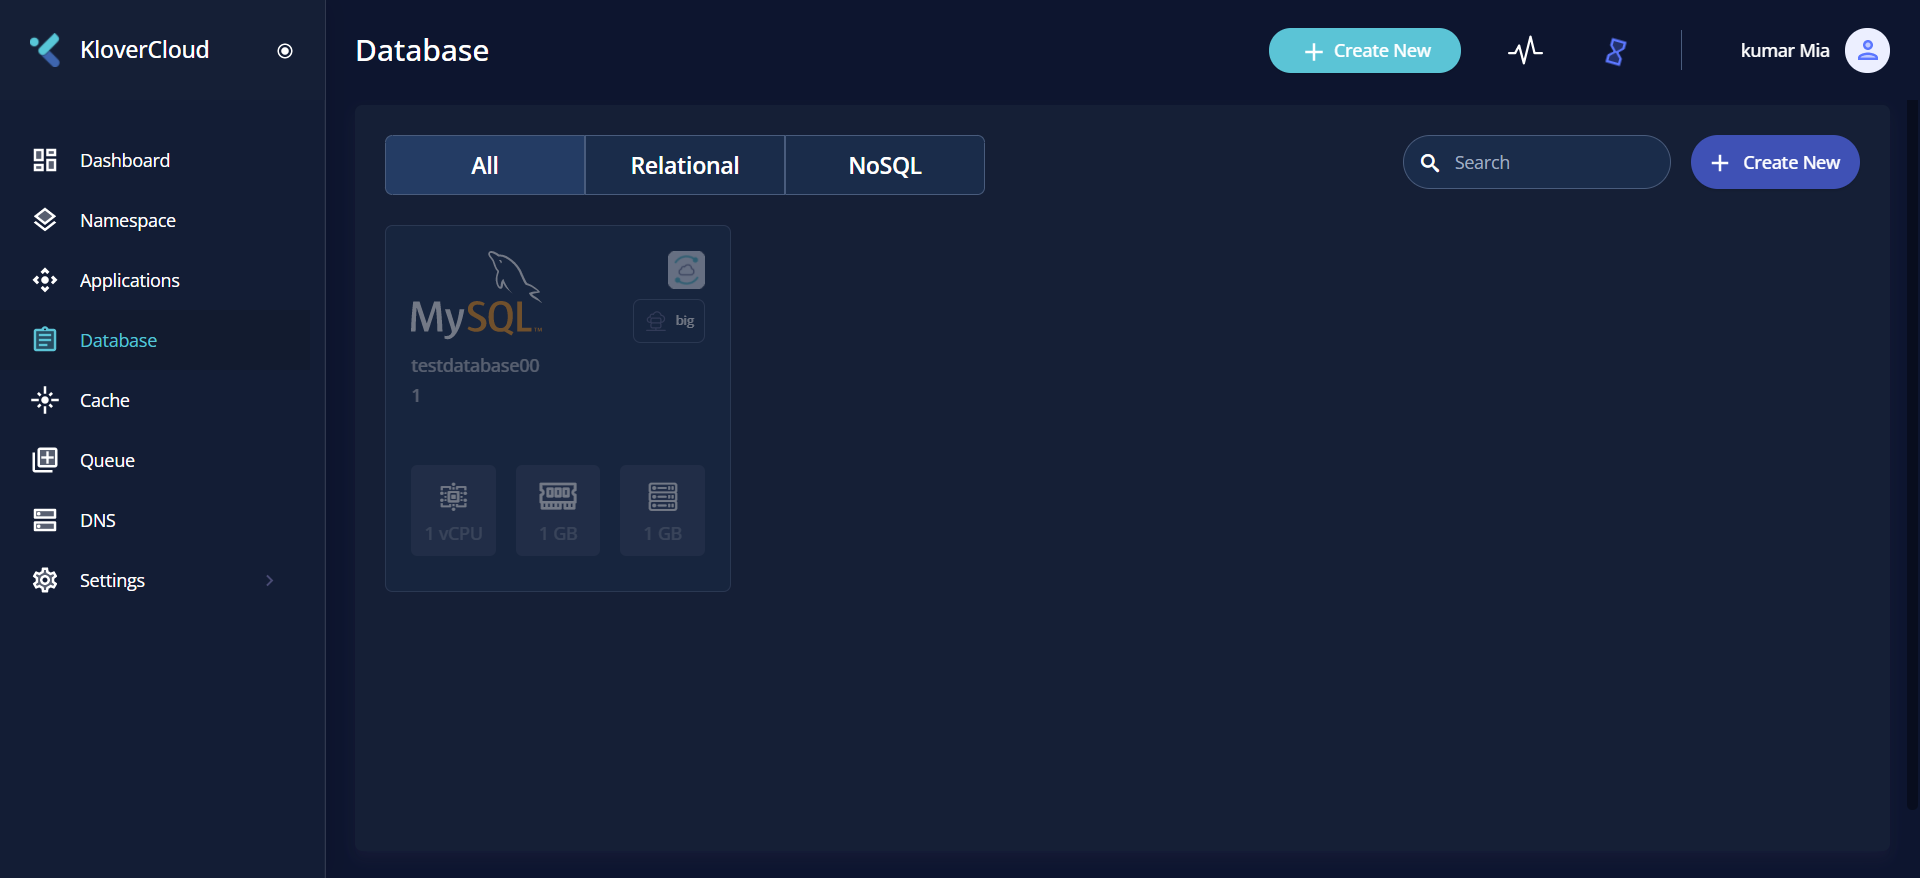 KloverCloud
Database
Create New
kumar Mia
Dashboard
Namespace
Applications
Database
Cache
Queue
DNS
Settings
All
Relational
NoSQL
Search
Create New
MySQL™
big
testdatabase00
1
1 vCPU
1 GB
1 GB